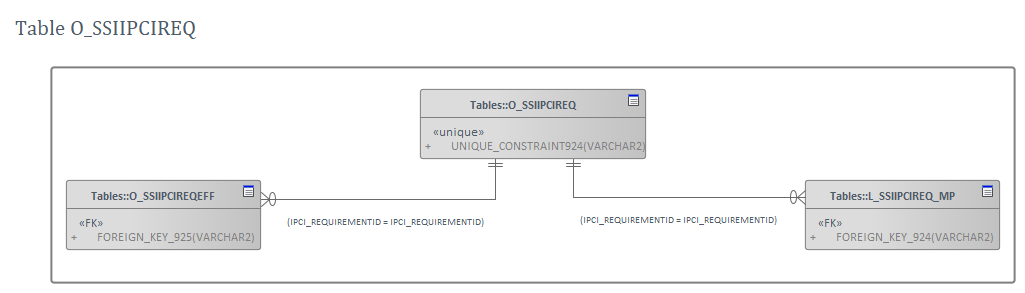 Table O_SSIIPCIREQ
Tables::O_SSIIPCIREQ
«unique»
+ UNIQUE_CONSTRAINT924(VARCHAR2)
Tables::O_SSIIPCIREQEFF
«FK»
+ FOREIGN_KEY_925(VARCHAR2)
(IPCI_REQUIREMENTID = IPCI_REQUIREMENTID)
(IPCI_REQUIREMENTID = IPCI_REQUIREMENTID)
Tables::L_SSIIPCIREQ_MP
«FK»
+ FOREIGN_KEY_924(VARCHAR2)